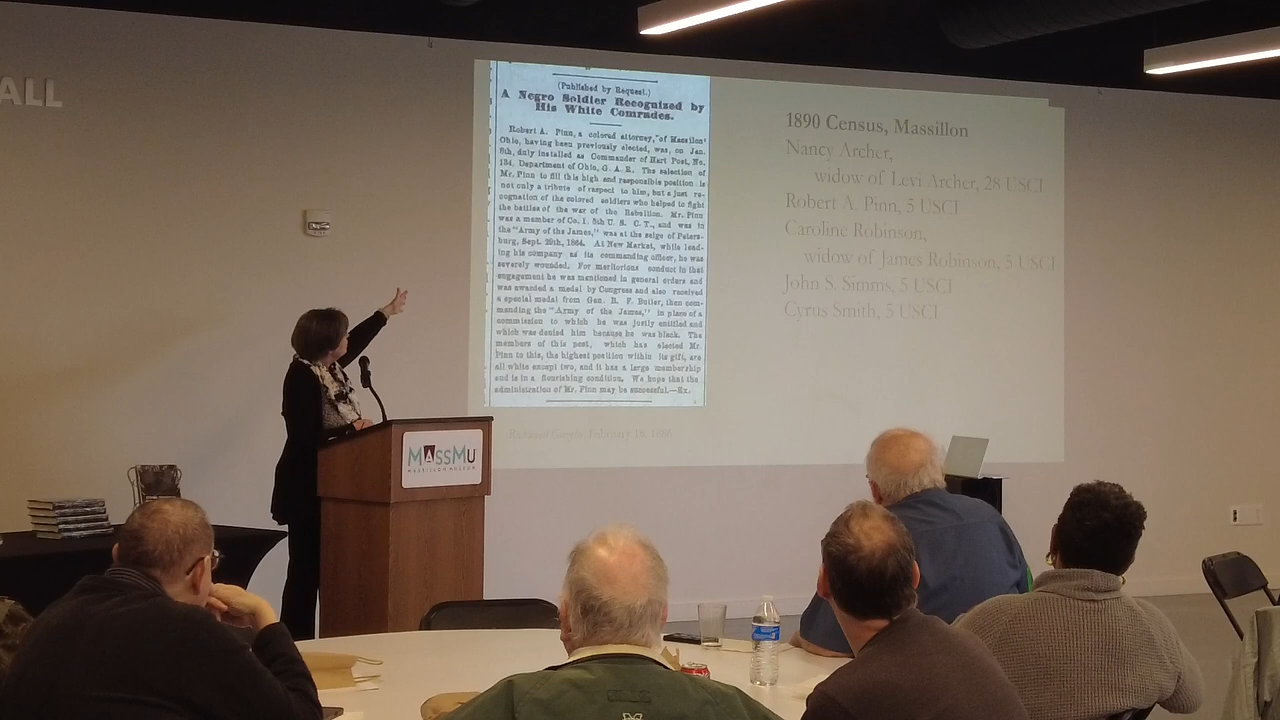 ALL
(Published by Request.)
A Negro Soldier Recognized by
His White Comrades.
Robert A. Pinn, a colored attorney, of Massilon
Ohio, having been previously elected, was, on Jan.
8th, duly installed as Commander of Hart Post, No.
134, Department of Ohio, G. A. R. The selection of
Mr. Pinn to fill this high and responsible position is
not only a tribute of respect to him, but a just re-
cognation of the colored soldiers who helped to fight
the battles of the war of the Rebellion. Mr. Pinn
was a member of Co. I. 5th U. S. C. T., and was in
the "Army of the James," was at the seige of Peters-
burg, Sept. 29th, 1864. At New Market, while lead-
ing his company as its commanding officer, he was
severely wounded. For meritorious conduct in that
engagement he was mentioned in general orders and
was awarded a medal by Congress and also received
a special medal from Gen. B. F. Butler, then com-
manding the "Army of the James," in place of a
commission to which he was justly entitled and
which was denied him because he was black. The
members of this post, which has elected Mr.
Pinn to this, the highest position within its gift, are
all white except two, and it has a large membership
and is in a flourishing condition. We hope that the
administration of Mr. Pinn may be successful.—Ex.
Gazette, February 1886
1890 Census, Massillon
Nancy Archer,
widow of Levi Archer, 28 USCI
Robert A. Pinn, 5 USCI
Caroline Robinson,
widow of James Robinson, 5 USCI
John S. Simms, 5 USCI
Cyrus Smith, 5 USCI
MASSMU
MASSILLON MUSEUM